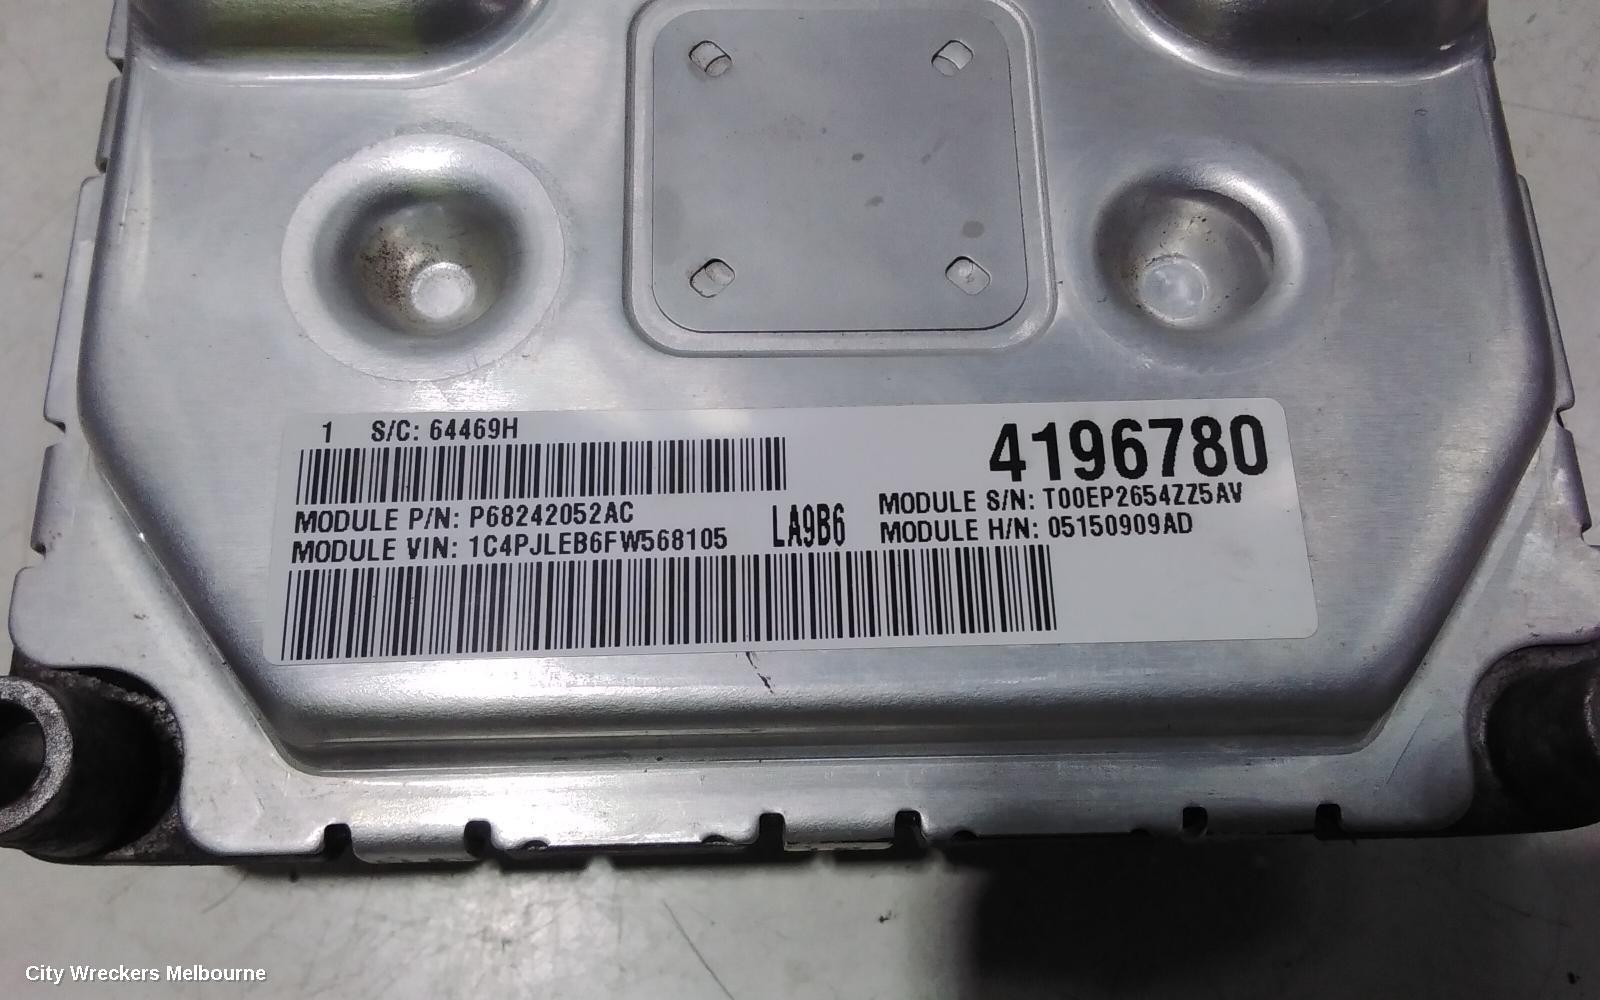 1 S/C: 64469H
4196780
MODULE P/N: P68242052AC
MODULE VIN: 1C4PJLEB6FW568105
LA9B6
MODULE S/N: T00EP2654ZZ5AV
MODULE H/N: 05150909AD
City Wreckers Melbourne